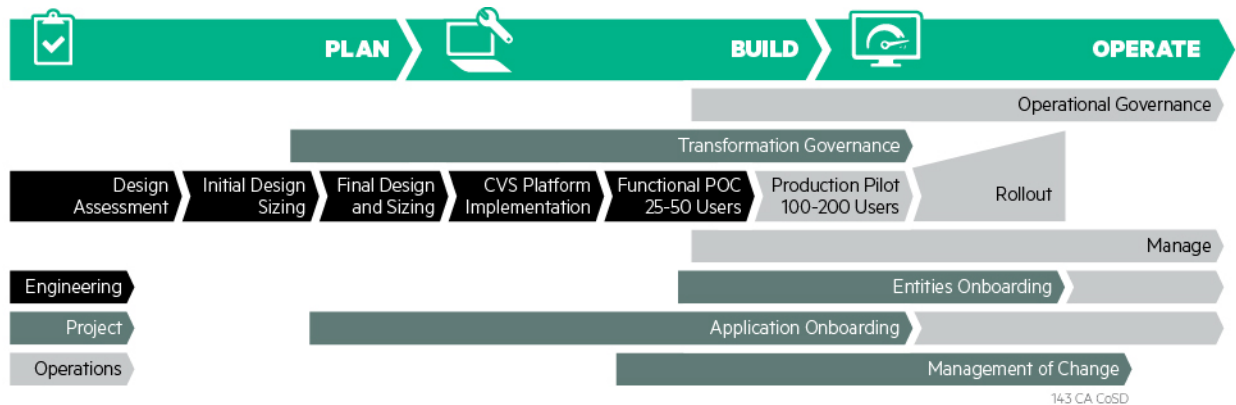 PLAN
BUILD
OPERATE
Operational Governance
Transformation Governance
Design
Assessment
Initial Design
Sizing
Final Design
and Sizing
CVS Platform
Implementation
Functional POC
25-50 Users
Production Pilot
100-200 Users
Rollout
Manage
Engineering
Entities Onboarding
Project
Application Onboarding
Operations
Management of Change
143 CA CoSD